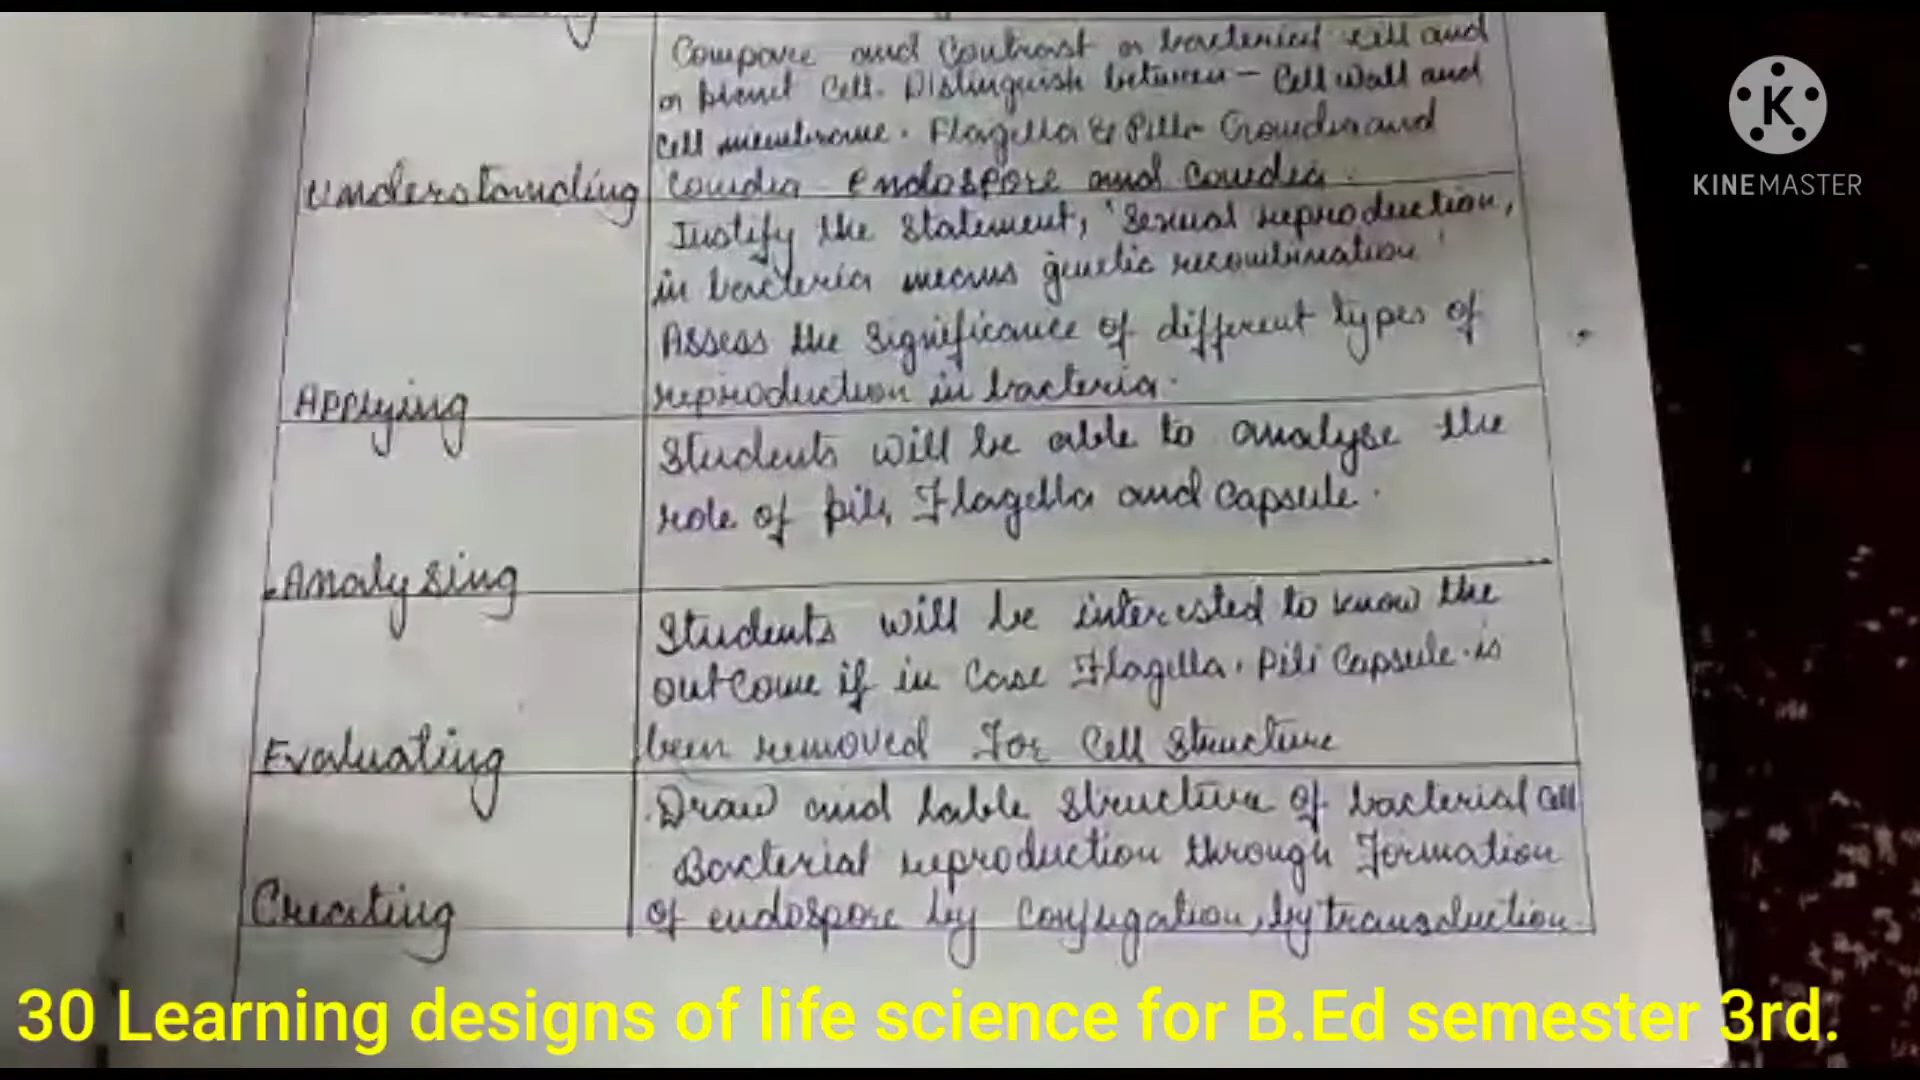 Compare and Contrast a bacterial cell and
a plant Cell. Distinguish between - Cell wall and
Cell membrane. Flagella & Pilla
Understanding
Endospore and Conidia.
Justify the Statement, 'Sexual reproduction,
in bacteria means genetic recombination'
Assess the Significance of different types of
Applying
reproduction in bacteria.
Students will be able to analyse the
role of pili, Flagella and Capsule.
Analysing
Students will be interested to know the
outcome if in Case Flagella. Pili Capsule. is
Evaluating
been removed For Cell Structure
Draw and lable Structure of bacterial Cell
Bacterial reproduction through Formation
Creating
of endospore by Conjugation, by transduction.
K
KINEMASTER
30 Learning designs of life science for B.Ed semester 3rd.